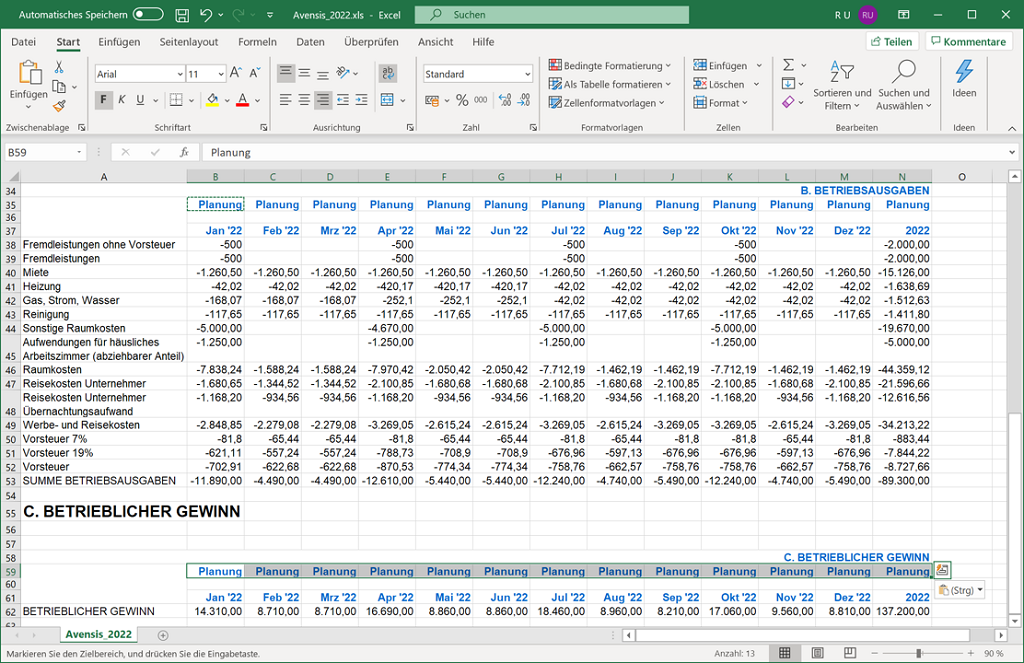 Automatisches Speichern Avensis_2022.xls - Excel Suchen R U RU
Datei Start Einfügen Seitenlayout Formeln Daten Überprüfen Ansicht Hilfe Teilen Kommentare
Einfügen Arial 11 A A ab Standard Bedingte Formatierung Einfügen Σ Sortieren und Filtern Suchen und Auswählen Ideen
F K U A % 000 Als Tabelle formatieren Löschen
Zellenformatvorlagen Format
Zwischenablage Schriftart Ausrichtung Zahl Formatvorlagen Zellen Bearbeiten Ideen
B59 fx Planung
A B C D E F G H I J K L M N O
34 B. BETRIEBSAUSGABEN
35 Planung Planung Planung Planung Planung Planung Planung Planung Planung Planung Planung Planung Planung
36
37 Jan '22 Feb '22 Mrz '22 Apr '22 Mai '22 Jun '22 Jul '22 Aug '22 Sep '22 Okt '22 Nov '22 Dez '22 2022
38 Fremdleistungen ohne Vorsteuer -500 -500 -500 -500 -2.000,00
39 Fremdleistungen -500 -500 -500 -500 -2.000,00
40 Miete -1.260,50 -1.260,50 -1.260,50 -1.260,50 -1.260,50 -1.260,50 -1.260,50 -1.260,50 -1.260,50 -1.260,50 -1.260,50 -1.260,50 -15.126,00
41 Heizung -42,02 -42,02 -42,02 -420,17 -420,17 -420,17 -42,02 -42,02 -42,02 -42,02 -42,02 -42,02 -1.638,69
42 Gas, Strom, Wasser -168,07 -168,07 -168,07 -252,1 -252,1 -252,1 -42,02 -42,02 -42,02 -42,02 -42,02 -42,02 -1.512,63
43 Reinigung -117,65 -117,65 -117,65 -117,65 -117,65 -117,65 -117,65 -117,65 -117,65 -117,65 -117,65 -117,65 -1.411,80
44 Sonstige Raumkosten -5.000,00 -4.670,00 -5.000,00 -5.000,00 -19.670,00
Aufwendungen für häusliches -1.250,00 -1.250,00 -1.250,00 -1.250,00 -5.000,00
45 Arbeitszimmer (abziehbarer Anteil)
46 Raumkosten -7.838,24 -1.588,24 -1.588,24 -7.970,42 -2.050,42 -2.050,42 -7.712,19 -1.462,19 -1.462,19 -7.712,19 -1.462,19 -1.462,19 -44.359,12
47 Reisekosten Unternehmer -1.680,65 -1.344,52 -1.344,52 -2.100,85 -1.680,68 -1.680,68 -2.100,85 -1.680,68 -2.100,85 -2.100,85 -1.680,68 -2.100,85 -21.596,66
Reisekosten Unternehmer -1.168,20 -934,56 -934,56 -1.168,20 -934,56 -934,56 -1.168,20 -934,56 -1.168,20 -1.168,20 -934,56 -1.168,20 -12.616,56
48 Übernachtungsaufwand
49 Werbe- und Reisekosten -2.848,85 -2.279,08 -2.279,08 -3.269,05 -2.615,24 -2.615,24 -3.269,05 -2.615,24 -3.269,05 -3.269,05 -2.615,24 -3.269,05 -34.213,22
50 Vorsteuer 7% -81,8 -65,44 -65,44 -81,8 -65,44 -65,44 -81,8 -65,44 -81,8 -81,8 -65,44 -81,8 -883,44
51 Vorsteuer 19% -621,11 -557,24 -557,24 -788,73 -708,9 -708,9 -676,96 -597,13 -676,96 -676,96 -597,13 -676,96 -7.844,22
52 Vorsteuer -702,91 -622,68 -622,68 -870,53 -774,34 -774,34 -758,76 -662,57 -758,76 -758,76 -662,57 -758,76 -8.727,66
53 SUMME BETRIEBSAUSGABEN -11.890,00 -4.490,00 -4.490,00 -12.610,00 -5.440,00 -5.440,00 -12.240,00 -4.740,00 -5.490,00 -12.240,00 -4.740,00 -5.490,00 -89.300,00
54
55 C. BETRIEBLICHER GEWINN
56
57
58 C. BETRIEBLICHER GEWINN
59 Planung Planung Planung Planung Planung Planung Planung Planung Planung Planung Planung Planung Planung
60 (Strg)
61 Jan '22 Feb '22 Mrz '22 Apr '22 Mai '22 Jun '22 Jul '22 Aug '22 Sep '22 Okt '22 Nov '22 Dez '22 2022
62 BETRIEBLICHER GEWINN 14.310,00 8.710,00 8.710,00 16.690,00 8.860,00 8.860,00 18.460,00 8.960,00 8.210,00 17.060,00 9.560,00 8.810,00 137.200,00
63
Avensis_2022
Markieren Sie den Zielbereich, und drücken Sie die Eingabetaste. Anzahl: 13 90 %